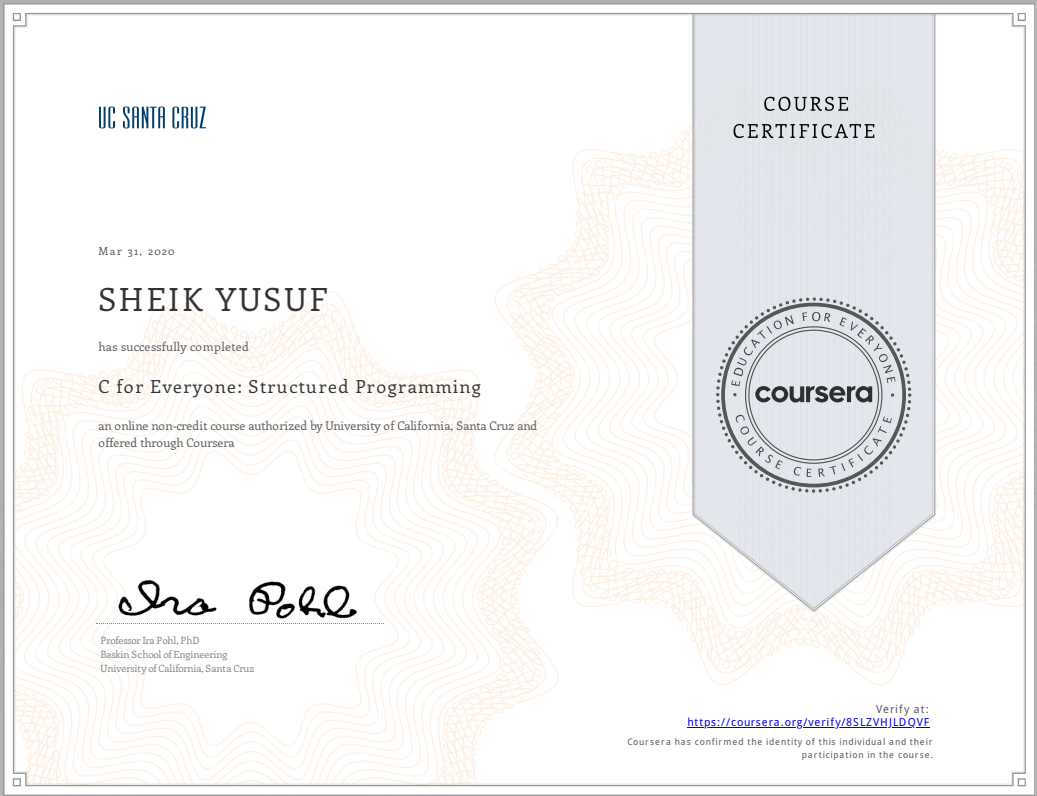 UC SANTA CRUZ
COURSE
CERTIFICATE
Mar 31, 2020
SHEIK YUSUF
has successfully completed
C for Everyone: Structured Programming
an online non-credit course authorized by University of California, Santa Cruz and
offered through Coursera
EDUCATION FOR EVERYONE
coursera
COURSE CERTIFICATE
Ira Pohl
Professor Ira Pohl, PhD
Baskin School of Engineering
University of California, Santa Cruz
Verify at:
https://coursera.org/verify/8SLZVHJLDQVF
Coursera has confirmed the identity of this individual and their
participation in the course.